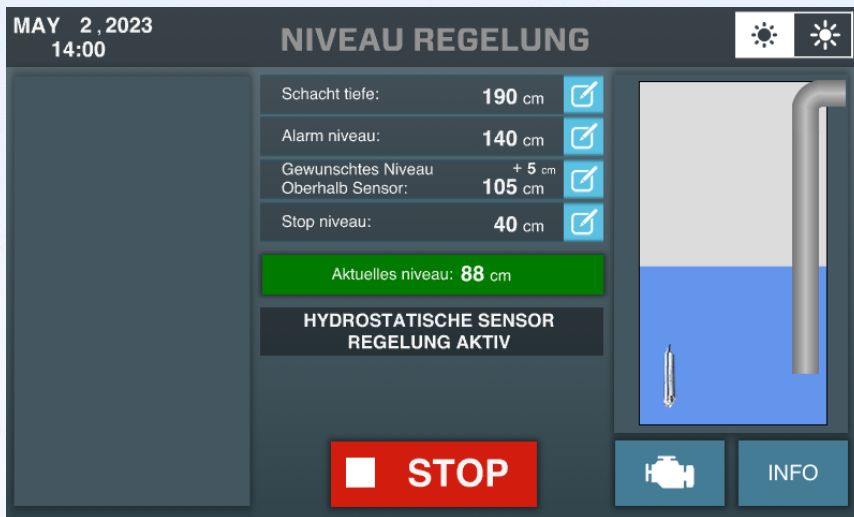 MAY 2,2023
14:00
NIVEAU REGELUNG
Schacht tiefe: 190 cm
Alarm niveau: 140 cm
Gewunschtes Niveau + 5 cm
Oberhalb Sensor: 105 cm
Stop niveau: 40 cm
Aktuelles niveau: 88 cm
HYDROSTATISCHE SENSOR
REGELUNG AKTIV
STOP
INFO